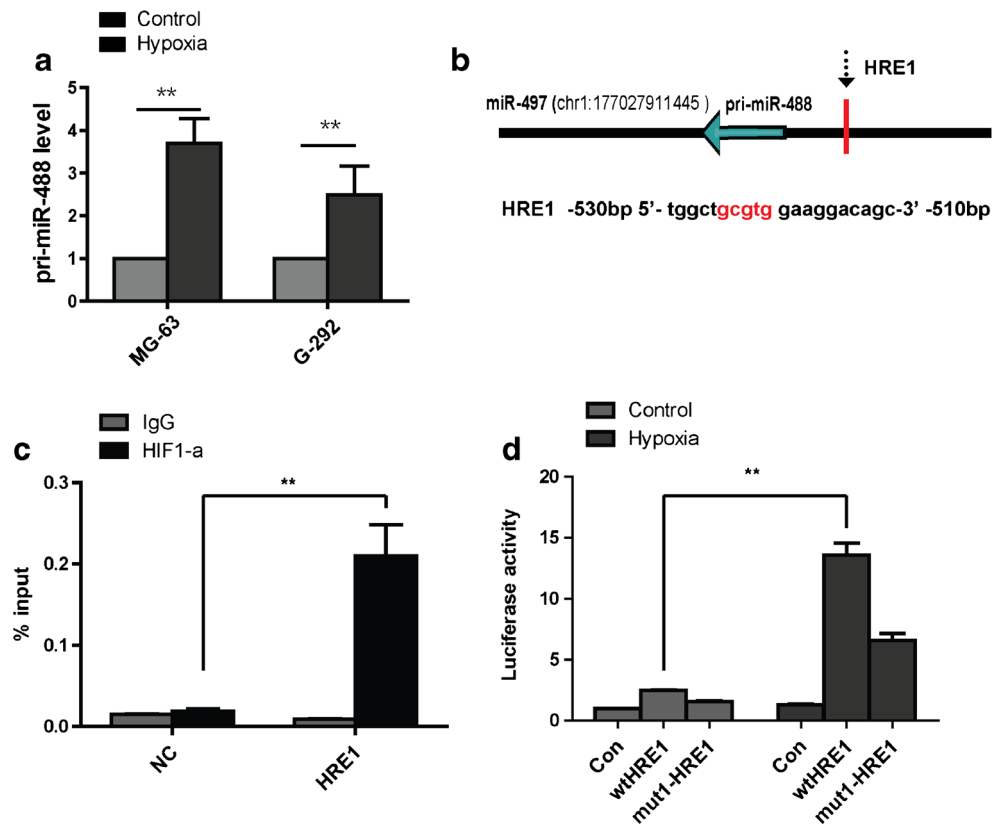 a
Control
Hypoxia
pri-miR-488 level
5
4
3
2
1
0
**
**
MG-63
G-292
b
HRE1
miR-497 (chr1:177027911445 )
pri-miR-488
HRE1 -530bp 5’- tggctgcgtg gaaggacagc-3’ -510bp
c
IgG
HIF1-a
% input
0.3
0.2
0.1
0.0
**
NC
HRE1
d
Control
Hypoxia
Luciferase activity
20
15
10
5
0
**
Con
wtHRE1
mut1-HRE1
Con
wtHRE1
mut1-HRE1